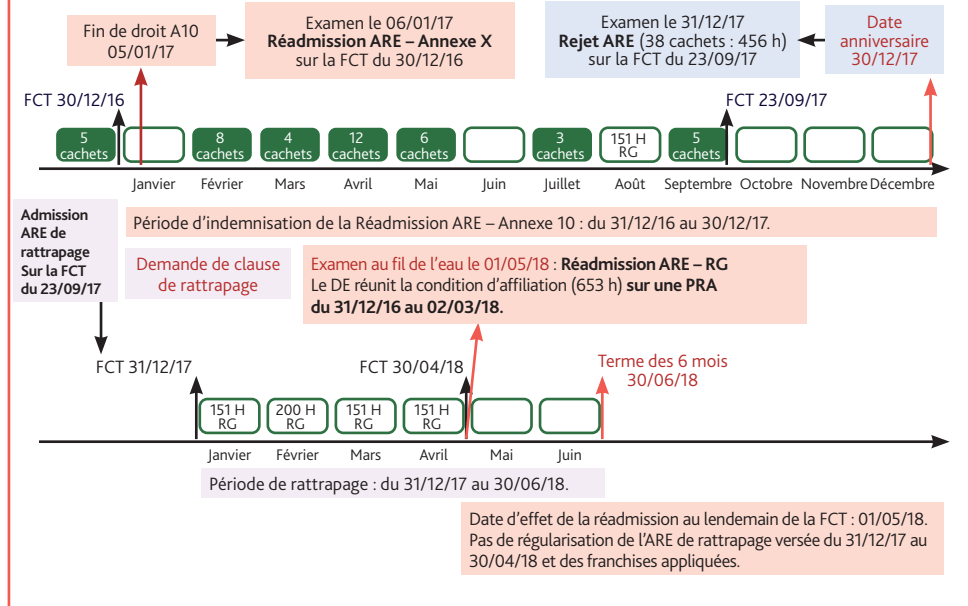 Fin de droit A10
05/01/17
Examen le 06/01/17
Réadmission ARE – Annexe X
sur la FCT du 30/12/16
Examen le 31/12/17
Rejet ARE (38 cachets : 456 h)
sur la FCT du 23/09/17
Date
anniversaire
30/12/17
FCT 30/12/16
FCT 23/09/17
5
cachets
8
cachets
4
cachets
12
cachets
6
cachets
3
cachets
151 H
RG
5
cachets
Janvier Février Mars Avril Mai Juin Juillet Août Septembre Octobre Novembre Décembre
Admission
ARE de
rattrapage
Sur la FCT
du 23/09/17
Période d’indemnisation de la Réadmission ARE – Annexe 10 : du 31/12/16 au 30/12/17.
Demande de clause
de rattrapage
Examen au fil de l’eau le 01/05/18 : Réadmission ARE – RG
Le DE réunit la condition d’affiliation (653 h) sur une PRA
du 31/12/16 au 02/03/18.
FCT 31/12/17
FCT 30/04/18
Terme des 6 mois
30/06/18
151 H
RG
200 H
RG
151 H
RG
151 H
RG
Janvier Février Mars Avril Mai Juin
Période de rattrapage : du 31/12/17 au 30/06/18.
Date d’effet de la réadmission au lendemain de la FCT : 01/05/18.
Pas de régularisation de l’ARE de rattrapage versée du 31/12/17 au
30/04/18 et des franchises appliquées.